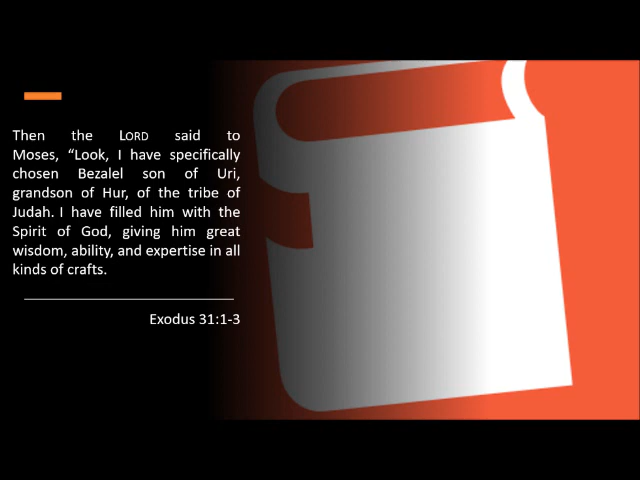 Then the LORD said to
Moses, “Look, I have specifically
chosen Bezalel son of Uri,
grandson of Hur, of the tribe of
Judah. I have filled him with the
Spirit of God, giving him great
wisdom, ability, and expertise in all
kinds of crafts.
Exodus 31:1-3